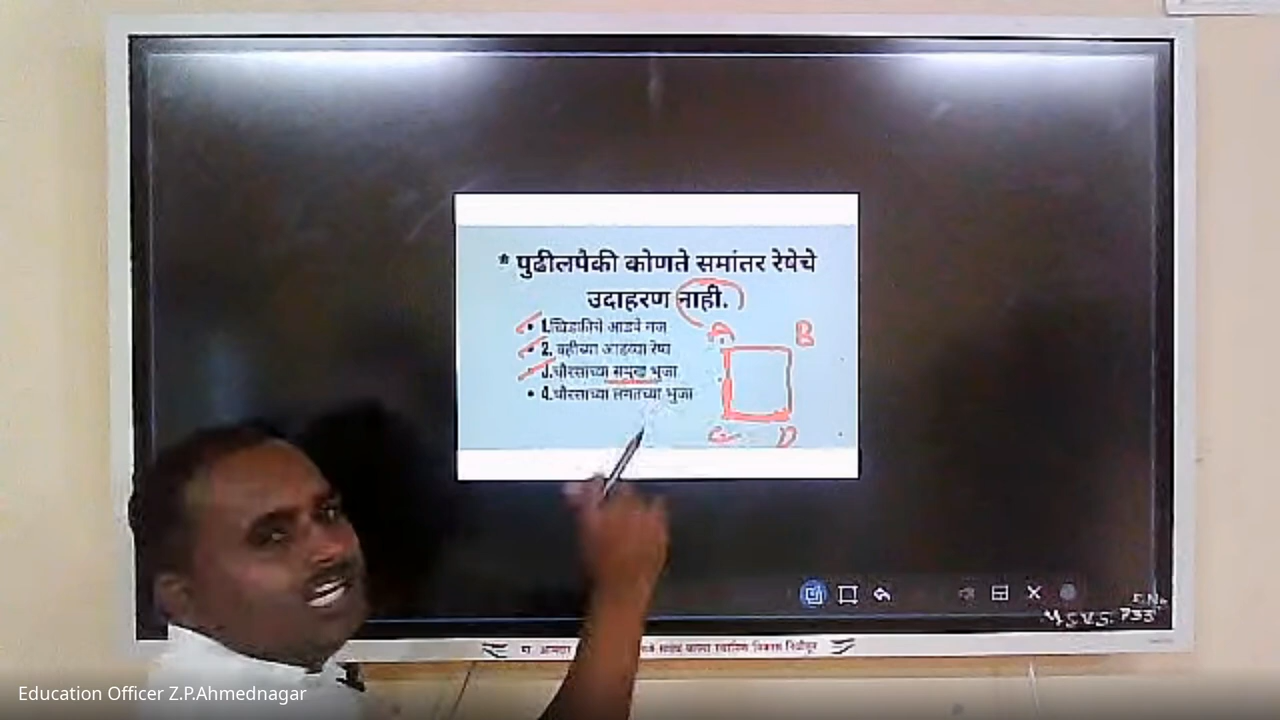 * पुढीलपैकी कोणते समांतर रेषेचे
उदाहरण नाही.
• 1.खिडकीचे आडवे गज
• 2. वहीच्या आडव्या रेषा
• 3.चौरसाच्या समुख भुजा
• 4.चौरसाच्या लगतच्या भुजा
A
B
C
D
Education Officer Z.P.Ahmednagar